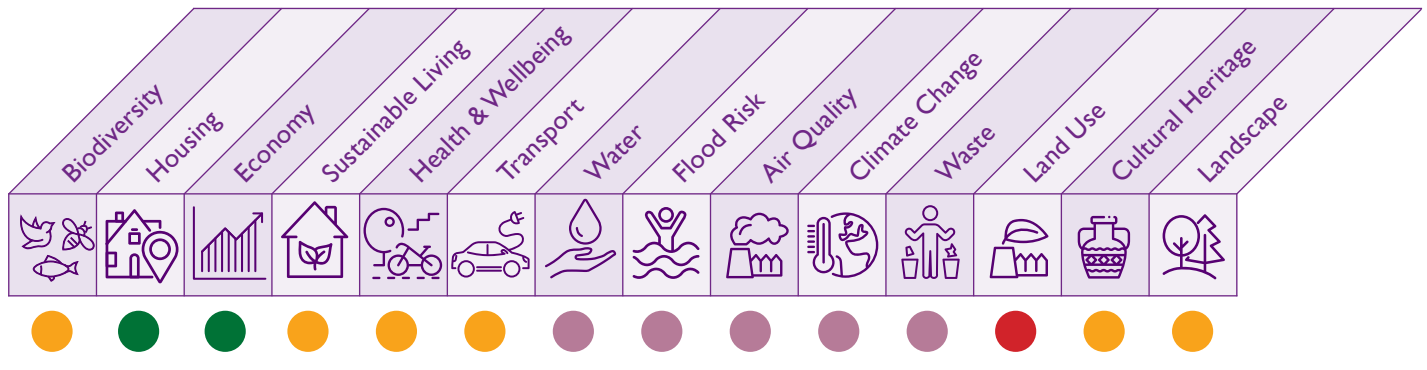 Biodiversity
Housing
Economy
Sustainable Living
Health & Wellbeing
Transport
Water
Flood Risk
Air Quality
Climate Change
Waste
Land Use
Cultural Heritage
Landscape